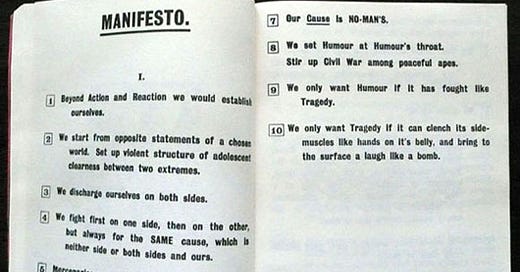 MANIFESTO.
I.
1 Beyond Action and Reaction we would establish
ourselves.
2 We start from opposite statements of a chosen
world. Set up violent structure of adolescent
clearness between two extremes.
3 We discharge ourselves on both sides.
4 We fight first on one side, then on the other,
but always for the SAME cause, which is
neither side or both sides and ours.
5
7 Our Cause is NO-MAN'S.
8 We set Humour at Humour's throat.
Stir up Civil War among peaceful apes.
9 We only want Humour if it has fought like
Tragedy.
10 We only want Tragedy if it can clench its side-
muscles like hands on it's belly, and bring to
the surface a laugh like a bomb.